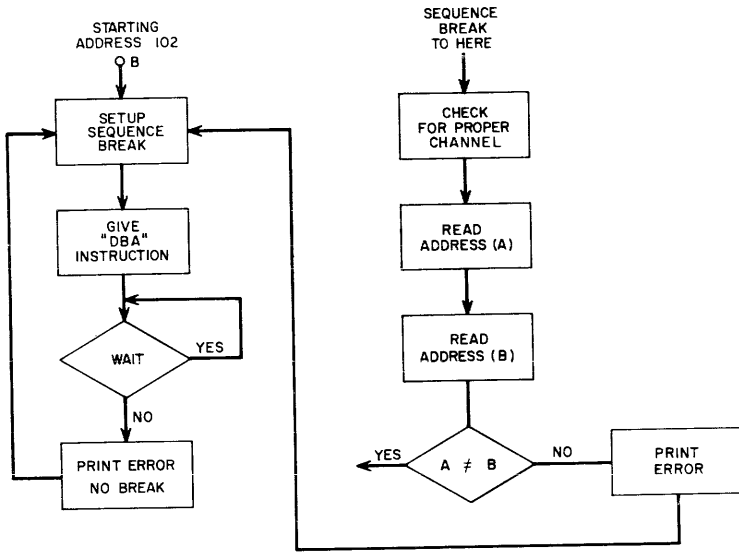 STARTING
ADDRESS 102
B
SETUP
SEQUENCE
BREAK
GIVE
"DBA"
INSTRUCTION
WAIT
YES
NO
PRINT ERROR
NO BREAK
SEQUENCE
BREAK
TO HERE
CHECK
FOR PROPER
CHANNEL
READ
ADDRESS (A)
READ
ADDRESS (B)
YES
A ≠ B
NO
PRINT
ERROR